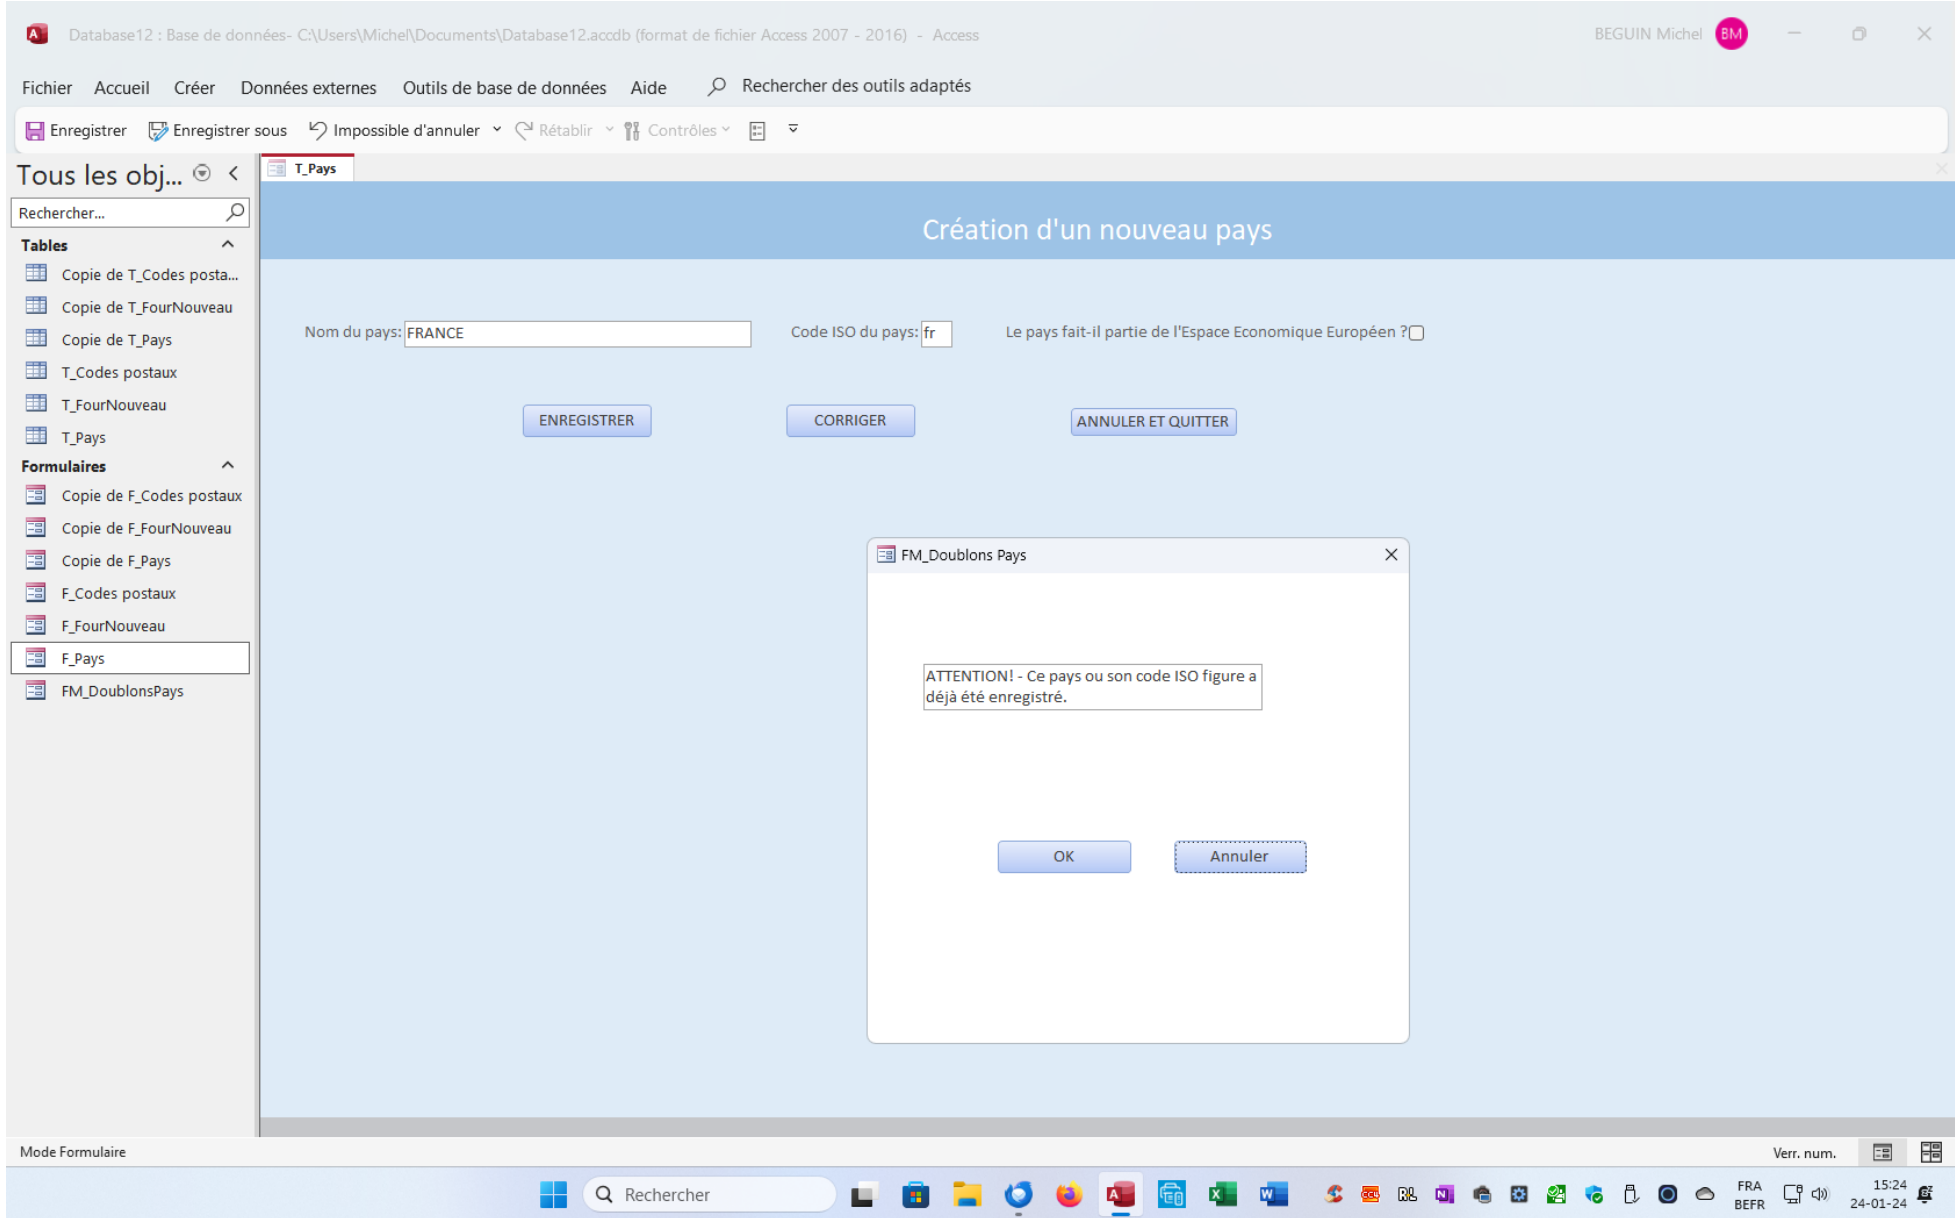 Database12 : Base de données- C:\Users\Michel\Documents\Database12.accdb (format de fichier Access 2007 - 2016)  -  Access
BEGUIN Michel
BM
Fichier Accueil Créer Données externes Outils de base de données Aide Rechercher des outils adaptés
Enregistrer Enregistrer sous Impossible d'annuler Rétablir Contrôles
Tous les obj...
T_Pays
Rechercher...
Création d'un nouveau pays
Tables
Copie de T_Codes posta...
Copie de T_FourNouveau
Copie de T_Pays
T_Codes postaux
T_FourNouveau
T_Pays
Formulaires
Copie de F_Codes postaux
Copie de F_FourNouveau
Copie de F_Pays
F_Codes postaux
F_FourNouveau
F_Pays
FM_DoublonsPays
Nom du pays: FRANCE
Code ISO du pays: fr
Le pays fait-il partie de l'Espace Economique Européen ?
ENREGISTRER
CORRIGER
ANNULER ET QUITTER
FM_Doublons Pays
ATTENTION! - Ce pays ou son code ISO figure a
déjà été enregistré.
OK
Annuler
Mode Formulaire
Verr. num.
Rechercher
FRA
BEFR
15:24
24-01-24